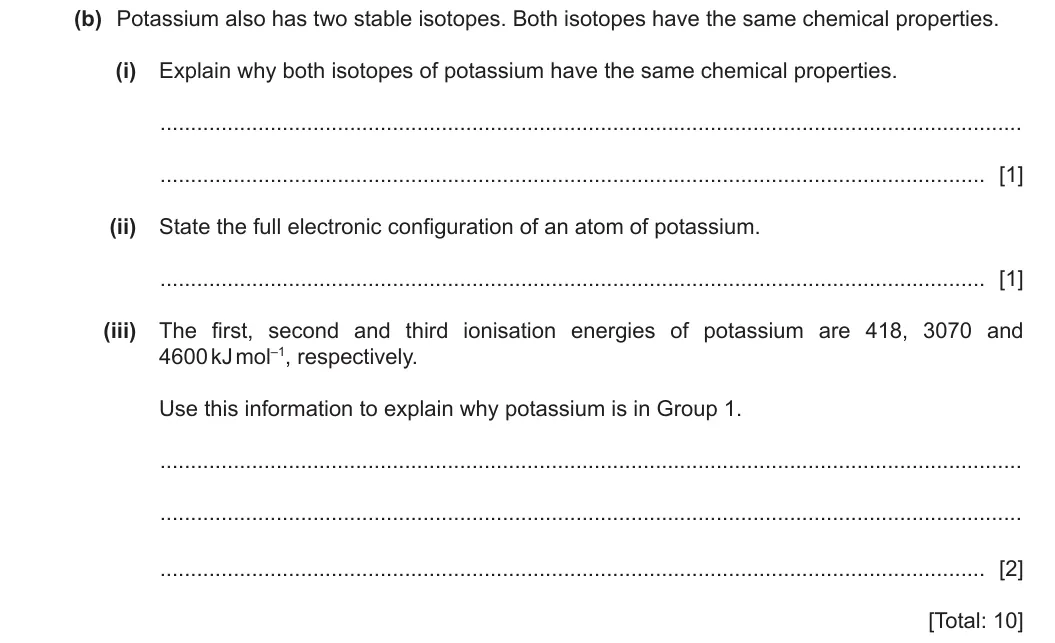 (b) Potassium also has two stable isotopes. Both isotopes have the same chemical properties.
(i) Explain why both isotopes of potassium have the same chemical properties.
..............................................................................................................................................
........................................................................................................................................ [1]
(ii) State the full electronic configuration of an atom of potassium.
........................................................................................................................................ [1]
(iii) The first, second and third ionisation energies of potassium are 418, 3070 and
4600 kJ mol⁻¹, respectively.
Use this information to explain why potassium is in Group 1.
..............................................................................................................................................
..............................................................................................................................................
........................................................................................................................................ [2]
[Total: 10]